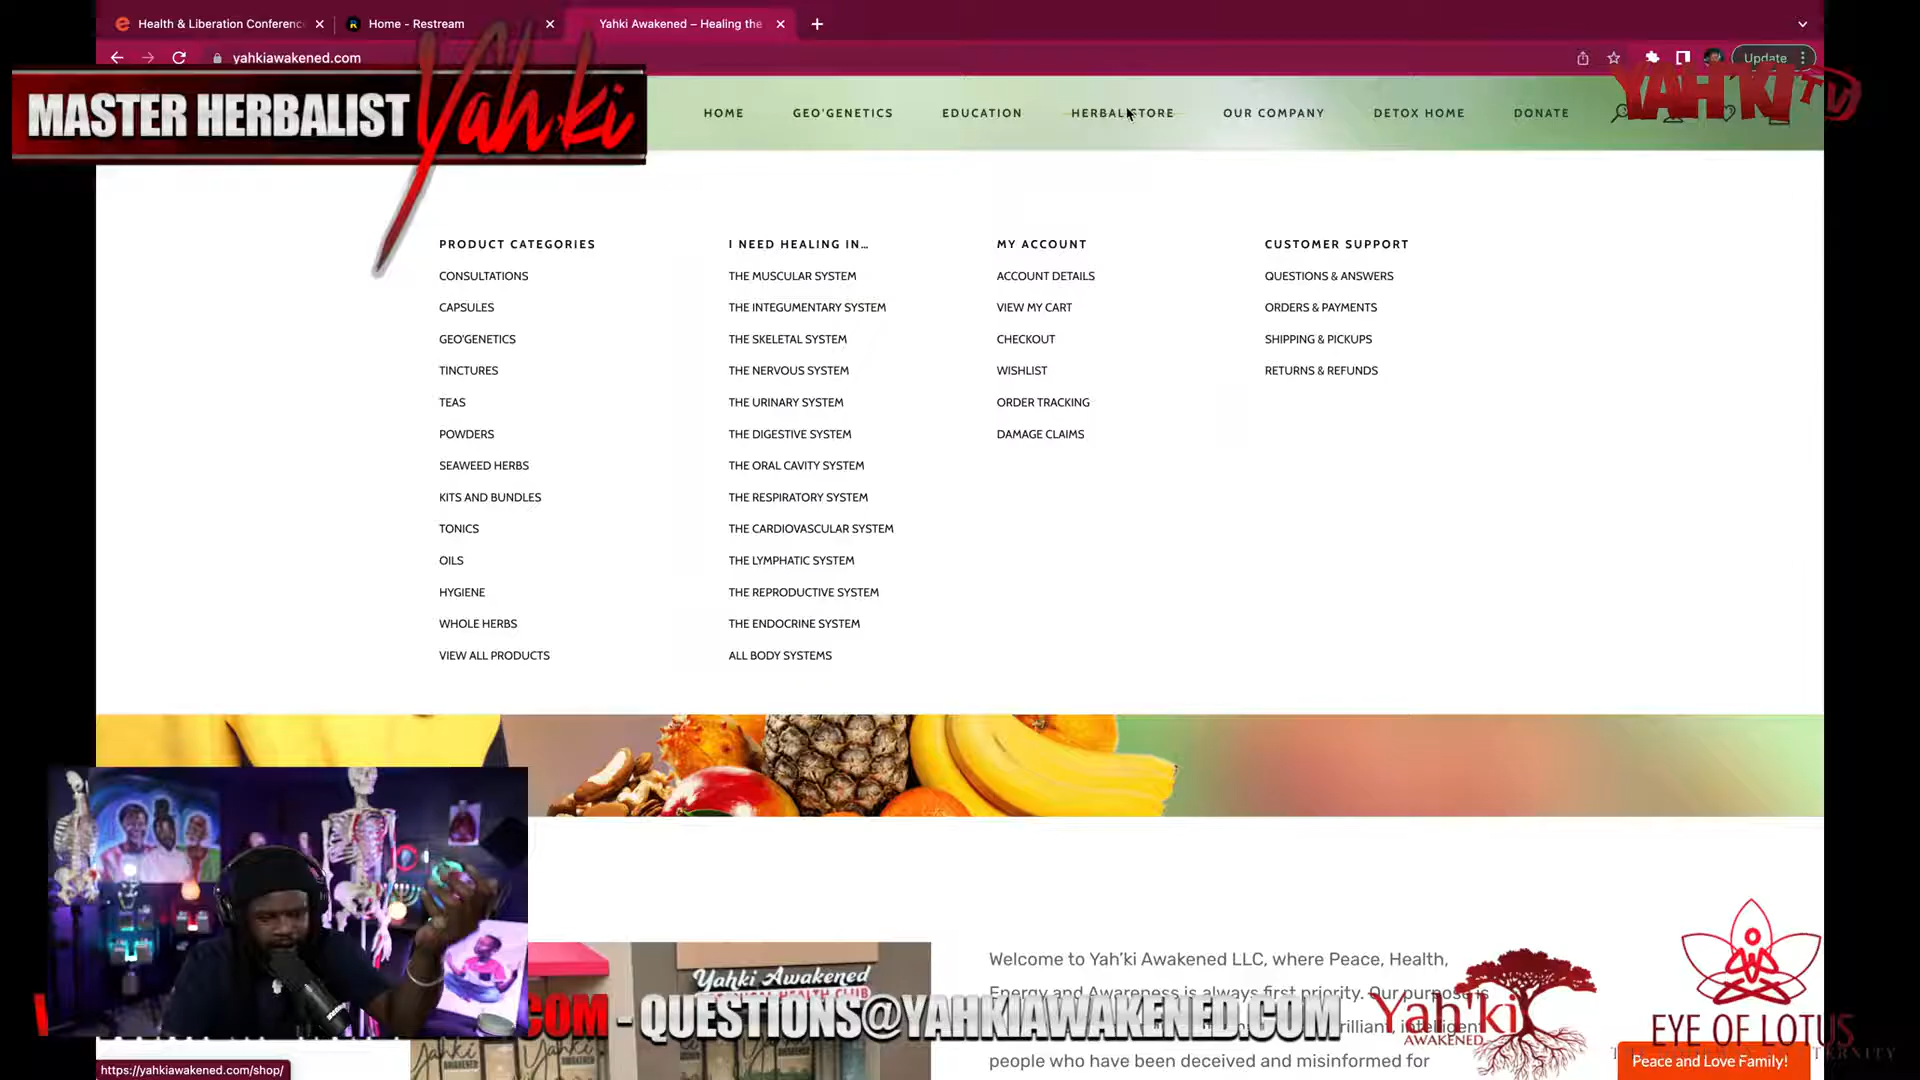 Health & Liberation Conferenc
Home - Restream
Yahki Awakened – Healing the
yahkiawakened.com
Update
MASTER HERBALIST
Yah'ki
YAH'KI TV
HOME
GEO'GENETICS
EDUCATION
HERBAL STORE
OUR COMPANY
DETOX HOME
DONATE
PRODUCT CATEGORIES
CONSULTATIONS
CAPSULES
GEO'GENETICS
TINCTURES
TEAS
POWDERS
SEAWEED HERBS
KITS AND BUNDLES
TONICS
OILS
HYGIENE
WHOLE HERBS
VIEW ALL PRODUCTS
I NEED HEALING IN…
THE MUSCULAR SYSTEM
THE INTEGUMENTARY SYSTEM
THE SKELETAL SYSTEM
THE NERVOUS SYSTEM
THE URINARY SYSTEM
THE DIGESTIVE SYSTEM
THE ORAL CAVITY SYSTEM
THE RESPIRATORY SYSTEM
THE CARDIOVASCULAR SYSTEM
THE LYMPHATIC SYSTEM
THE REPRODUCTIVE SYSTEM
THE ENDOCRINE SYSTEM
ALL BODY SYSTEMS
MY ACCOUNT
ACCOUNT DETAILS
VIEW MY CART
CHECKOUT
WISHLIST
ORDER TRACKING
DAMAGE CLAIMS
CUSTOMER SUPPORT
QUESTIONS & ANSWERS
ORDERS & PAYMENTS
SHIPPING & PICKUPS
RETURNS & REFUNDS
Yahki Awakened
HEALTH CLUB
Welcome to Yah'ki Awakened LLC, where Peace, Health,
Energy and Awareness is always first priority. Our purpose is
rilliant, intelligent
people who have been deceived and misinformed for
.COM - QUESTIONS@YAHKIAWAKENED.COM
Yah'ki
AWAKENED
EYE OF LOTUS
Peace and Love Family!
https://yahkiawakened.com/shop/